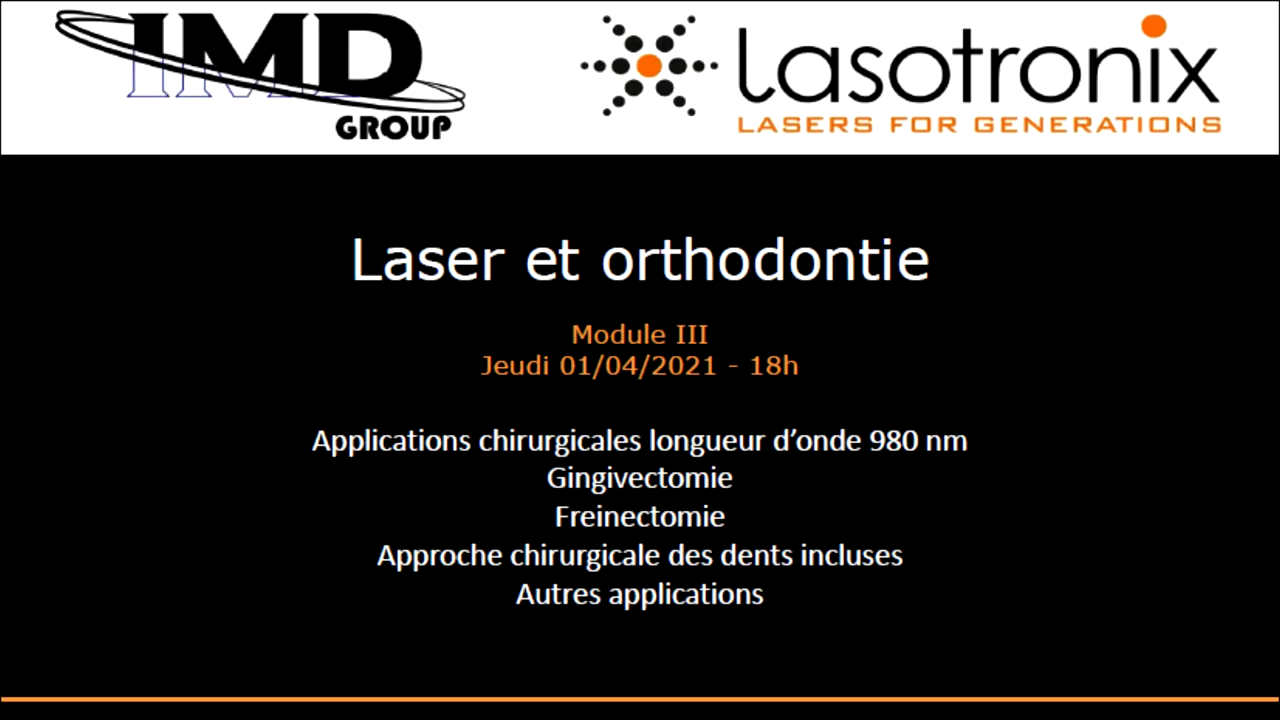 IMD
GROUP
Lasotronix
LASERS FOR GENERATIONS
Laser et orthodontie
Module III
Jeudi 01/04/2021 - 18h
Applications chirurgicales longueur d’onde 980 nm
Gingivectomie
Freinectomie
Approche chirurgicale des dents incluses
Autres applications